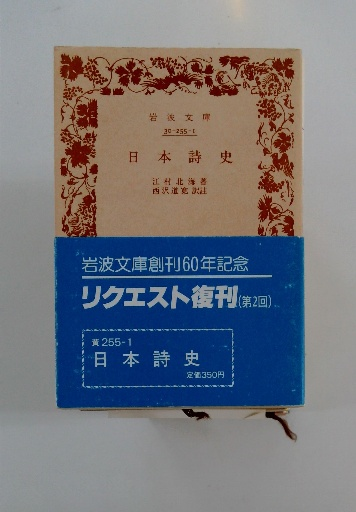 岩波文庫
30-255-1
日本詩史
江村北海著
西沢道寛訳註
岩波文庫創刊60年記念
リクエスト復刊(第2回)
黄255-1
日本詩史
定価350円